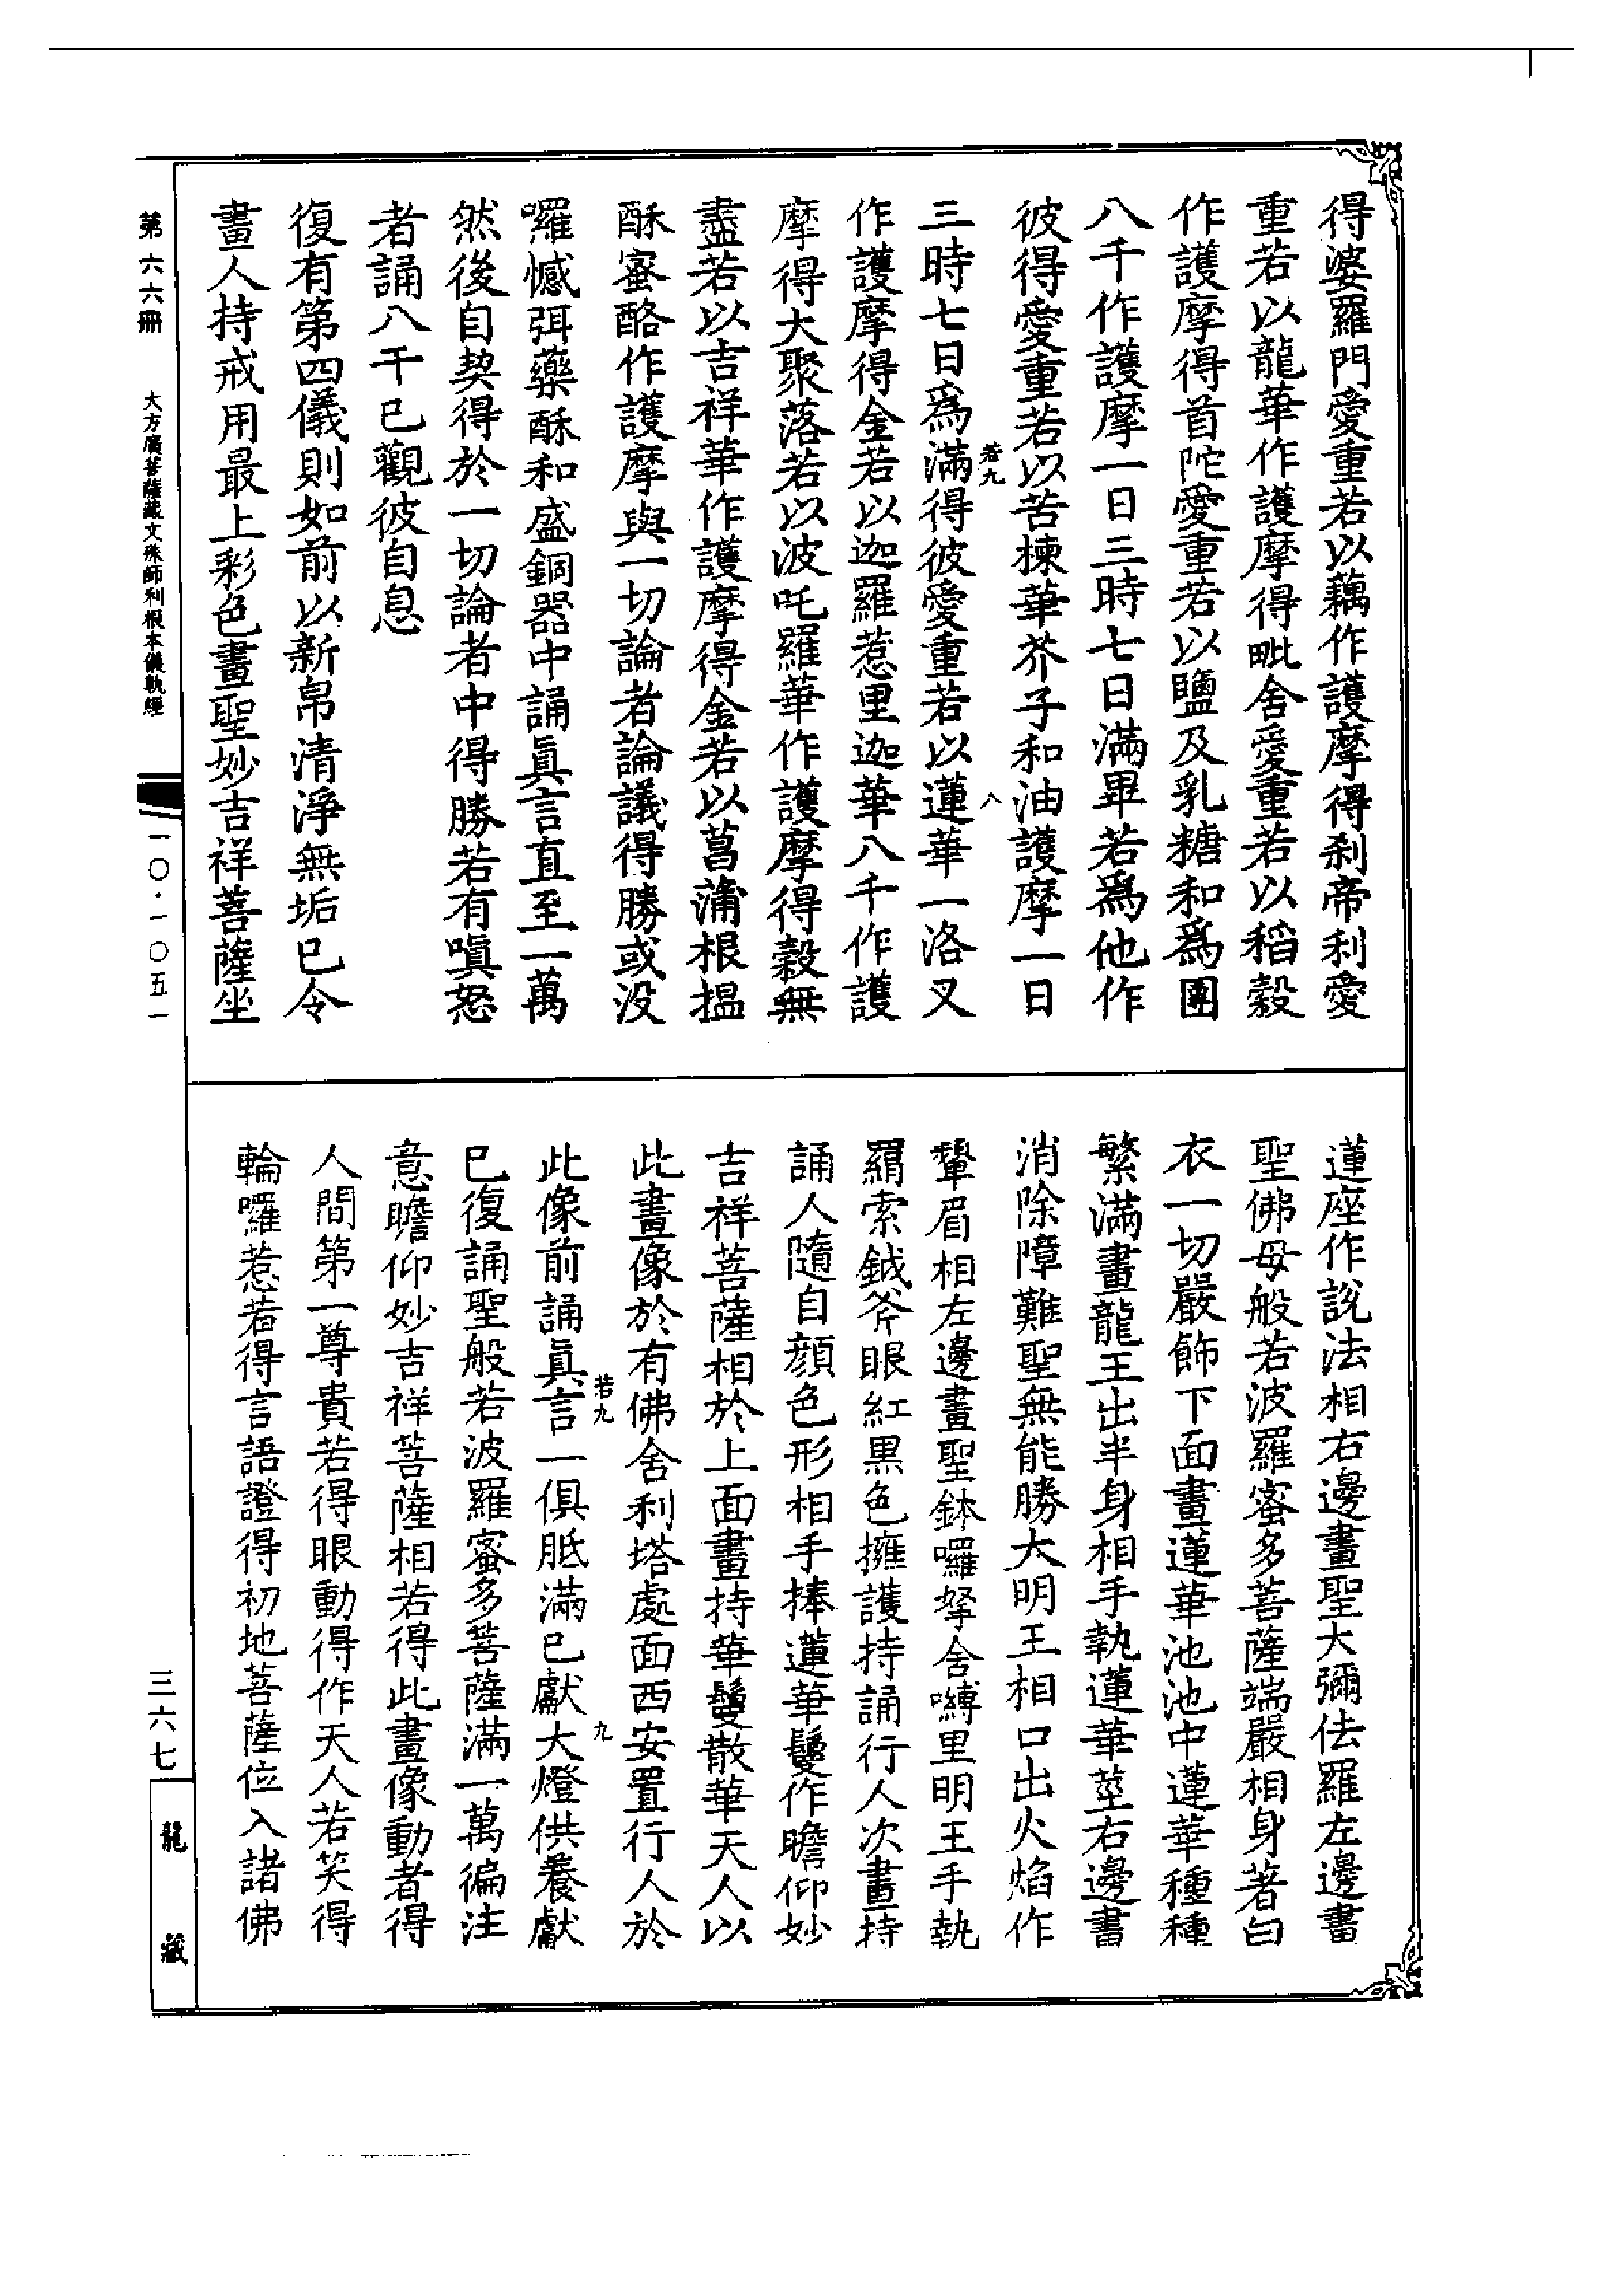 得婆羅門愛重若以藕作護摩得刹帝利愛
重若以龍華作護摩得毗舍愛重若以稻穀
作護摩得首陀愛重若以鹽及乳糖和爲團
八千作護摩一日三時七日滿畢若爲他作
彼得愛重若以苦楝華芥子和油護摩一日
若九
八
三時七日爲滿得彼愛重若以蓮華一洛叉
作護摩得金若以迦羅惹里迦華八千作護
摩得大聚落若以波吒羅華作護摩得穀無
盡若以吉祥華作護摩得金若以菖蒲根揾
酥蜜酪作護摩與一切論者論議得勝或没
囉憾弭藥酥和盛銅器中誦眞言直至一萬
然後自契得於一切論者中得勝若有嗔怒
者誦八千已觀彼自息
復有第四儀則如前以新帛清淨無垢已令
畫人持戒用最上彩色畫聖妙吉祥菩薩坐
蓮座作說法相右邊畫聖大彌佉羅左邊畫
聖佛母般若波羅蜜多菩薩端嚴相身著白
衣一切嚴飾下面畫蓮華池池中蓮華種種
繁滿畫龍王出半身相手執蓮華莖右邊畫
消除障難聖無能勝大明王相口出火焰作
顰眉相左邊畫聖鉢囉拏舍嚩里明王手執
羂索鉞斧眼紅黑色擁護持誦行人次畫持
誦人隨自顏色形相手捧蓮華鬘作瞻仰妙
吉祥菩薩相於上面畫持華鬘散華天人以
此畫像於有佛舍利塔處面西安置行人於
若九
九
此像前誦眞言一俱胝滿已獻大燈供養獻
已復誦聖般若波羅蜜多菩薩滿一萬徧注
意瞻仰妙吉祥菩薩相若得此畫像動者得
人間第一尊貴若得眼動得作天人若笑得
輪囉惹若得言語證得初地菩薩位入諸佛
第六六冊
大方廣菩薩藏文殊師利根本儀軌經
一〇·一〇五一
三六七
龍藏